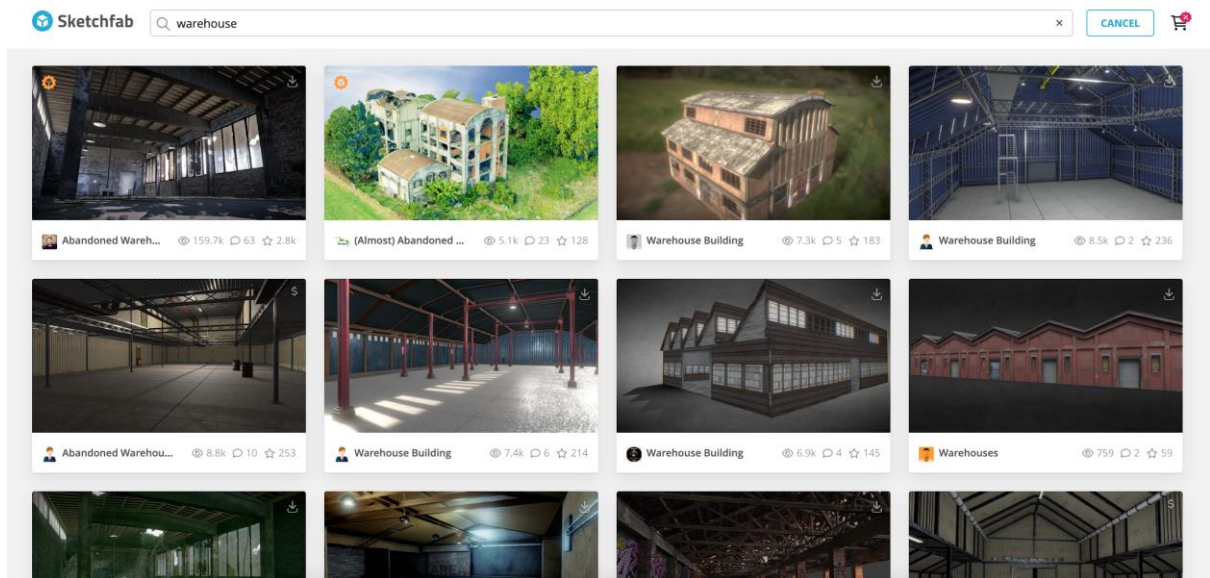 Sketchfab
warehouse
CANCEL
$
Abandoned Wareh... 159.7k 63 2.8k
(Almost) Abandoned ... 5.1k 23 128
Warehouse Building 7.3k 5 183
Warehouse Building 8.5k 2 236
Abandoned Warehou... 8.8k 10 253
Warehouse Building 7.4k 6 214
Warehouse Building 6.9k 4 145
Warehouses 759 2 59
$